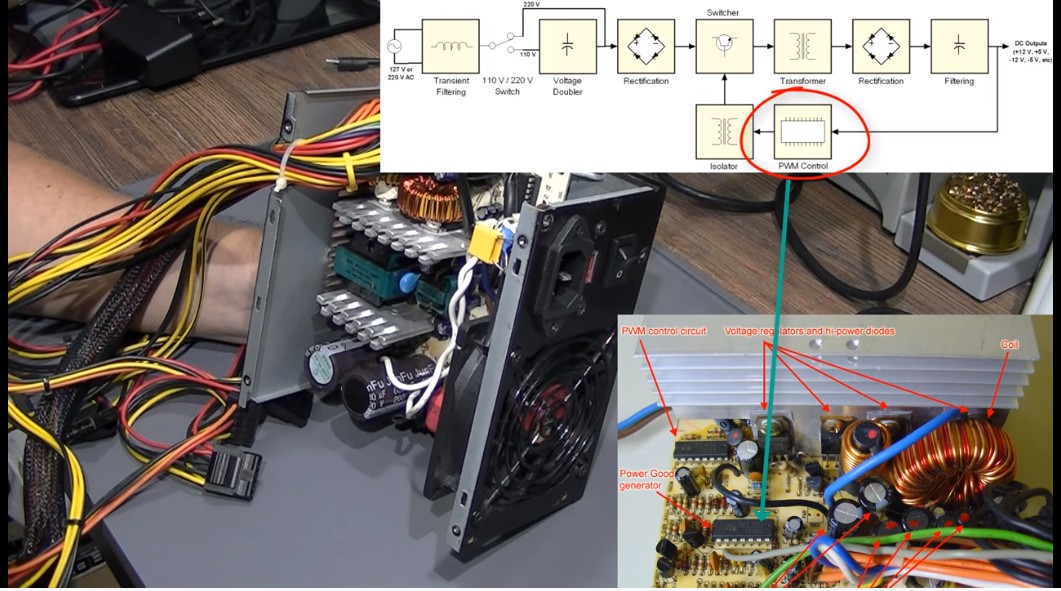 Switcher
220 V
110 V
127 V or
220 V AC
Transient
Filtering
110 V / 220 V
Switch
Voltage
Doubler
Rectification
Transformer
Rectification
Filtering
DC Outputs
(+12 V, +5 V,
-12 V, -5 V, etc)
Isolator
PWM Control
PWM control circuit
Voltage regulators and hi-power diodes
Coil
Power Good
generator
JunFu JunFu